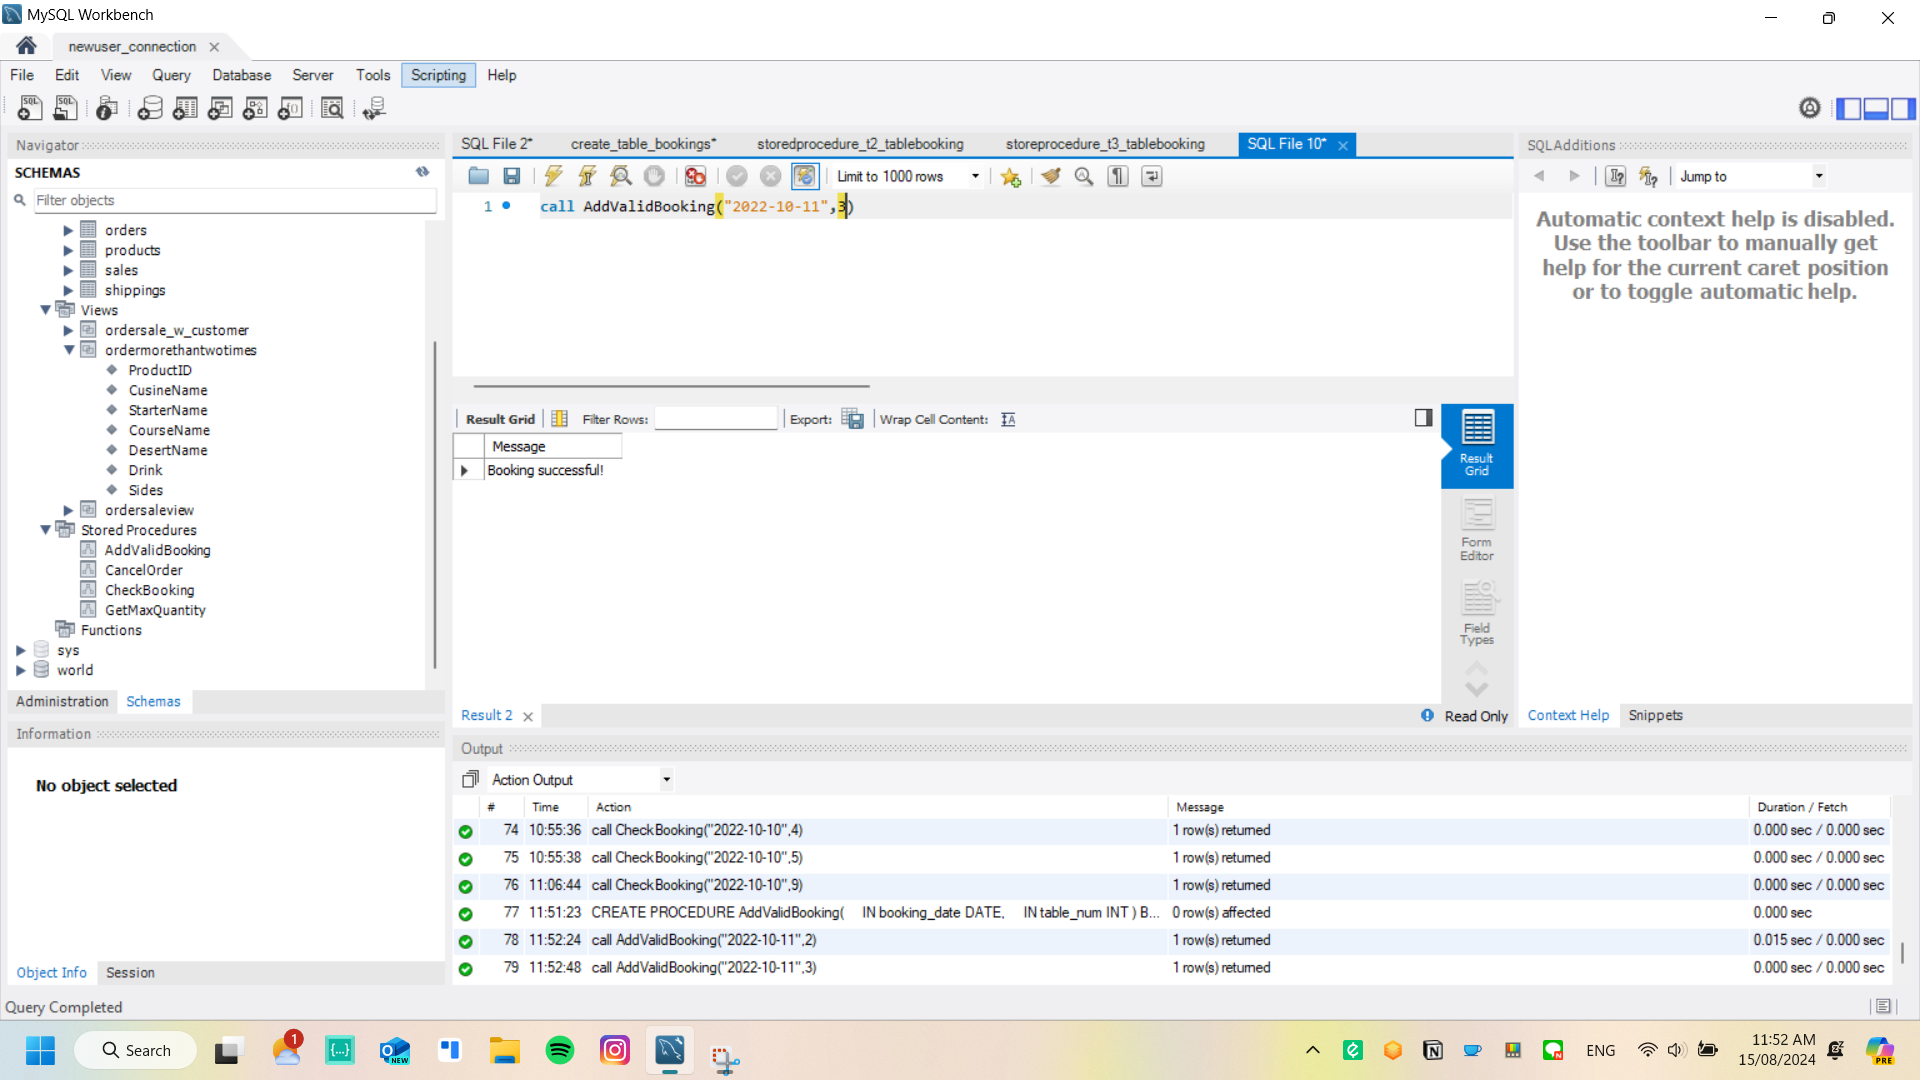 MySQL Workbench
newuser_connection
File Edit View Query Database Server Tools Scripting Help
Navigator
SCHEMAS
Filter objects
orders
products
sales
shippings
Views
ordersale_w_customer
ordermorethantwotimes
ProductID
CusineName
StarterName
CourseName
DesertName
Drink
Sides
ordersaleview
Stored Procedures
AddValidBooking
CancelOrder
CheckBooking
GetMaxQuantity
Functions
sys
world
Administration Schemas
Information
No object selected
Object Info Session
Query Completed
SQL File 2* create_table_bookings* storedprocedure_t2_tablebooking storeprocedure_t3_tablebooking SQL File 10*
Limit to 1000 rows
1 call AddValidBooking("2022-10-11",3)
Result Grid Filter Rows: Export: Wrap Cell Content:
Message
Booking successful!
Result Grid
Form Editor
Field Types
Result 2
Read Only
SQLAdditions
Jump to
Automatic context help is disabled.
Use the toolbar to manually get
help for the current caret position
or to toggle automatic help.
Context Help Snippets
Output
Action Output
# Time Action Message Duration / Fetch
74 10:55:36 call CheckBooking("2022-10-10",4) 1 row(s) returned 0.000 sec / 0.000 sec
75 10:55:38 call CheckBooking("2022-10-10",5) 1 row(s) returned 0.000 sec / 0.000 sec
76 11:06:44 call CheckBooking("2022-10-10",9) 1 row(s) returned 0.000 sec / 0.000 sec
77 11:51:23 CREATE PROCEDURE AddValidBooking( IN booking_date DATE, IN table_num INT ) B... 0 row(s) affected 0.000 sec
78 11:52:24 call AddValidBooking("2022-10-11",2) 1 row(s) returned 0.015 sec / 0.000 sec
79 11:52:48 call AddValidBooking("2022-10-11",3) 1 row(s) returned 0.000 sec / 0.000 sec
Search
1
NEW
ENG
11:52 AM
15/08/2024
PRE